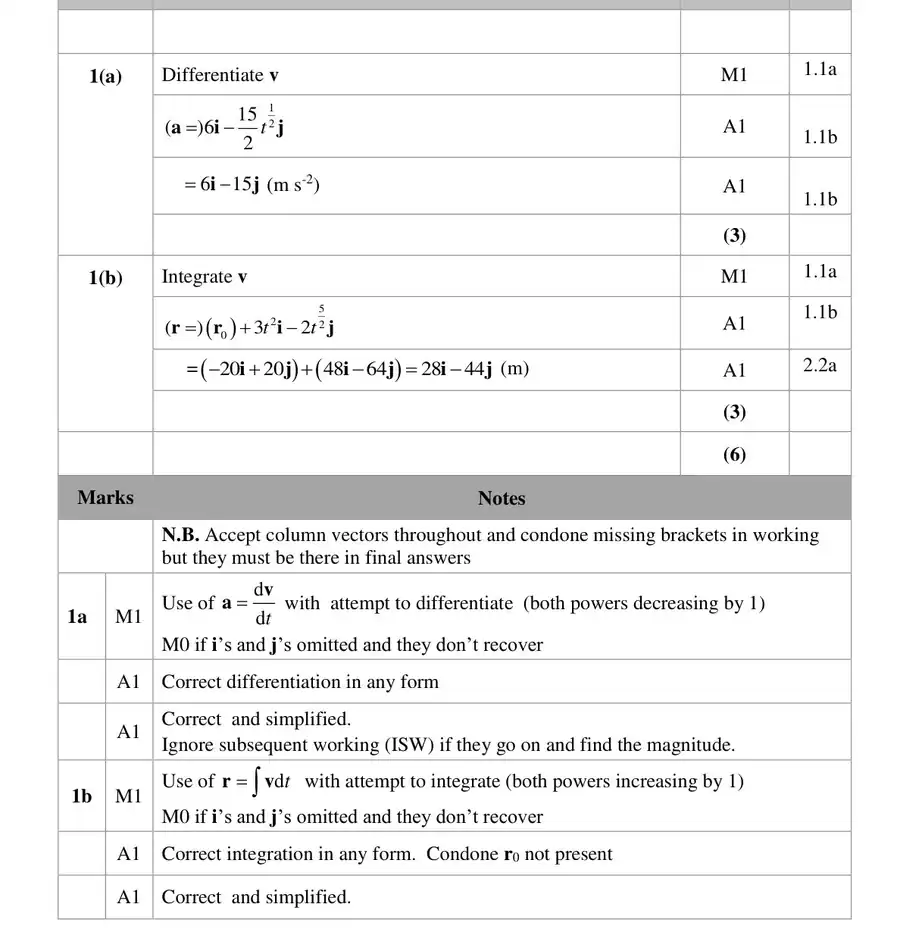 1(a) Differentiate v M1 1.1a
(a =)6i − 15/2 t^(1/2) j A1 1.1b
= 6i −15j (m s⁻²) A1 1.1b
(3)
1(b) Integrate v M1 1.1a
(r =)(r₀) + 3t²i − 2t^(5/2) j A1 1.1b
= (−20i + 20j) + (48i − 64j) = 28i − 44j (m) A1 2.2a
(3)
(6)
Marks Notes
N.B. Accept column vectors throughout and condone missing brackets in working
but they must be there in final answers
1a M1 Use of a = dv/dt with attempt to differentiate (both powers decreasing by 1)
M0 if i’s and j’s omitted and they don’t recover
A1 Correct differentiation in any form
A1 Correct and simplified.
Ignore subsequent working (ISW) if they go on and find the magnitude.
1b M1 Use of r = ∫ vdt with attempt to integrate (both powers increasing by 1)
M0 if i’s and j’s omitted and they don’t recover
A1 Correct integration in any form. Condone r₀ not present
A1 Correct and simplified.